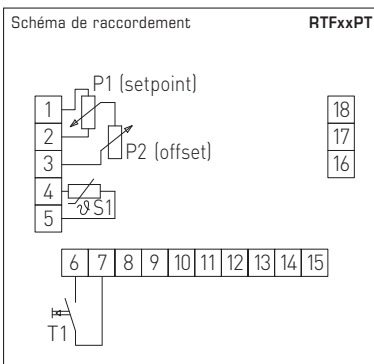 Schéma de raccordement RTFxxPT
P1 (setpoint)
1 18
2 17
3 P2 (offset) 16
4
ϑ S1
5
6 7 8 9 10 11 12 13 14 15
T1